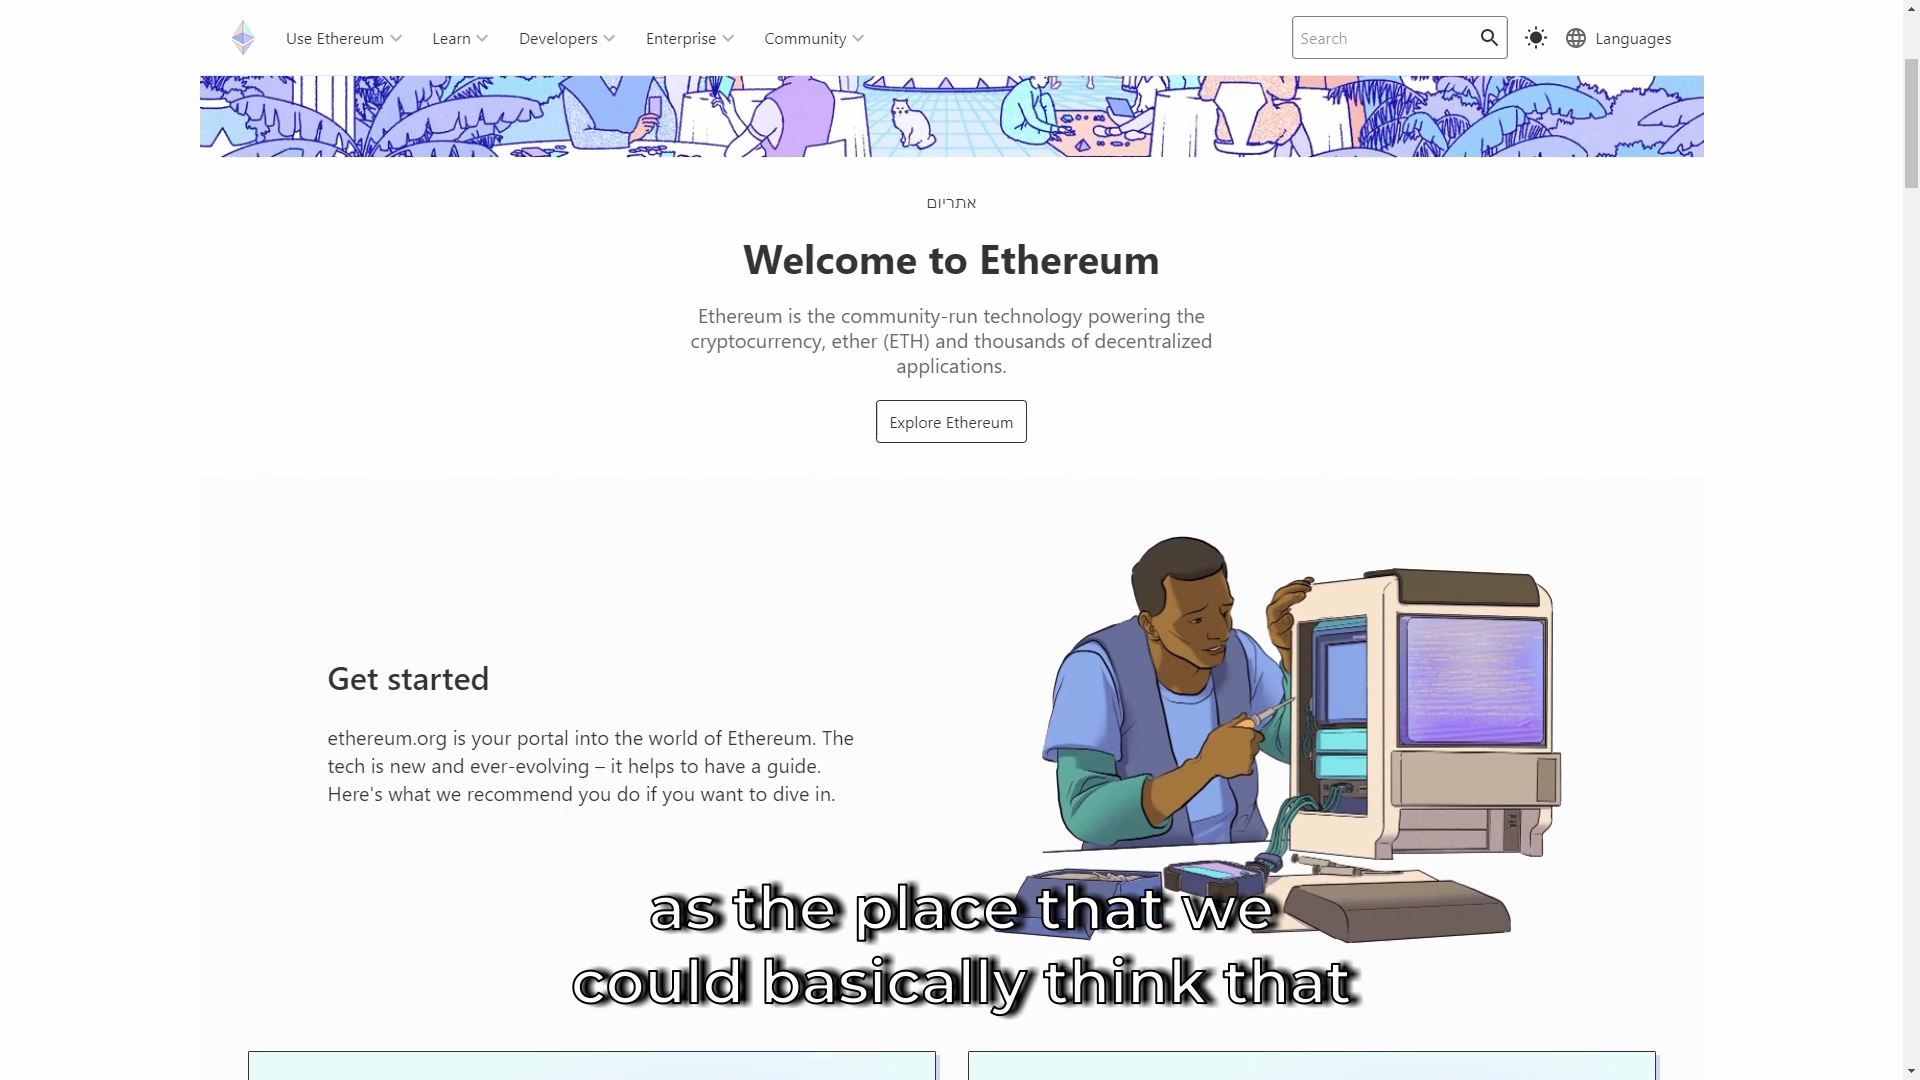 Use Ethereum
Learn
Developers
Enterprise
Community
Search
Languages
אתריום
Welcome to Ethereum
Ethereum is the community-run technology powering the
cryptocurrency, ether (ETH) and thousands of decentralized
applications.
Explore Ethereum
Get started
ethereum.org is your portal into the world of Ethereum. The
tech is new and ever-evolving – it helps to have a guide.
Here's what we recommend you do if you want to dive in.
as the place that we
could basically think that